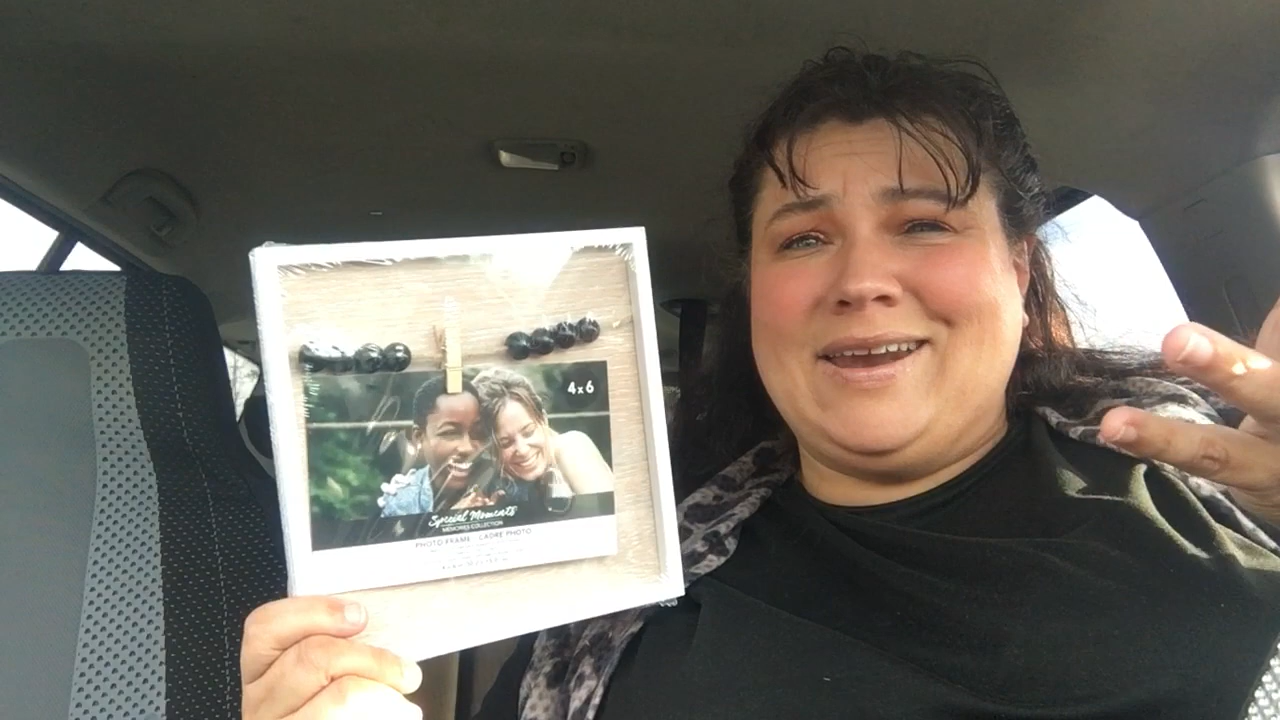 4x6
Special Moments
MEMORIES COLLECTION
PHOTO FRAME · CADRE PHOTO